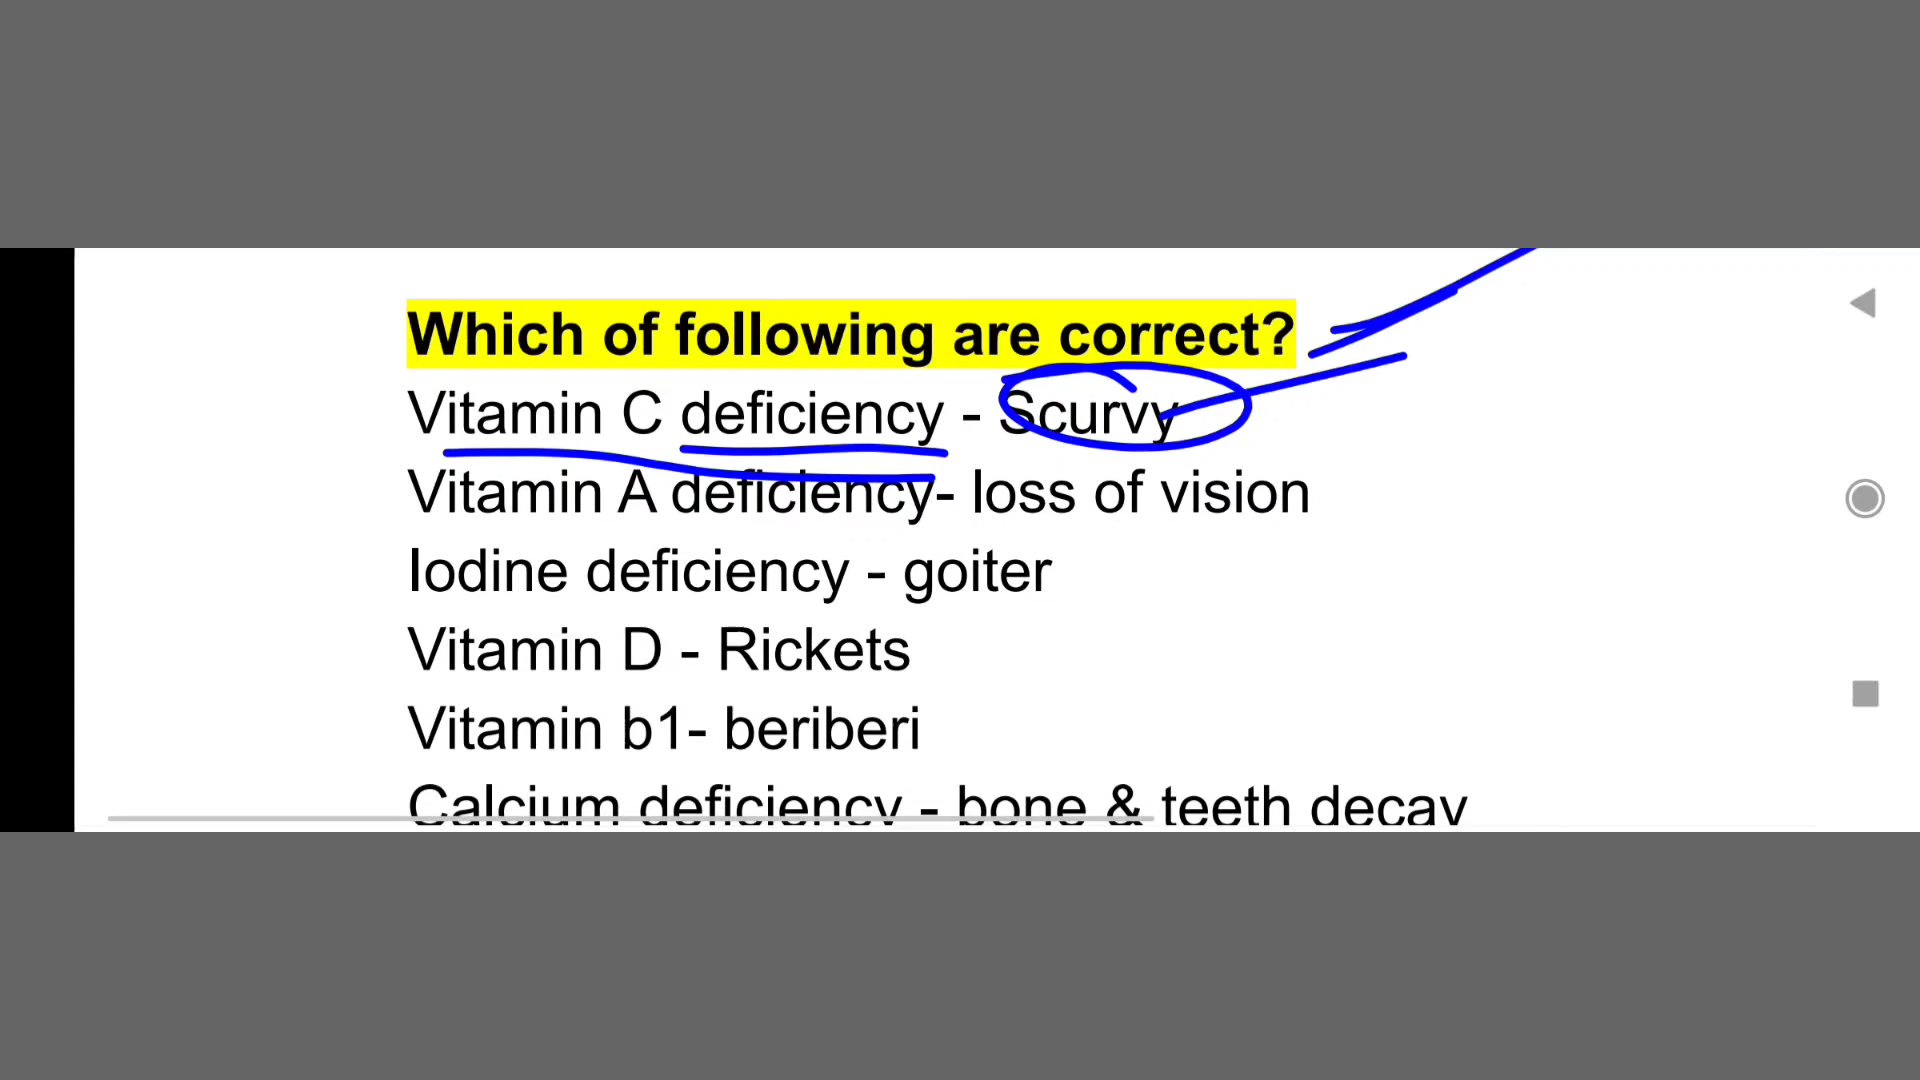 Which of following are correct?
Vitamin C deficiency - Scurvy
Vitamin A deficiency- loss of vision
Iodine deficiency - goiter
Vitamin D - Rickets
Vitamin b1- beriberi
Calcium deficiency - bone & teeth decay